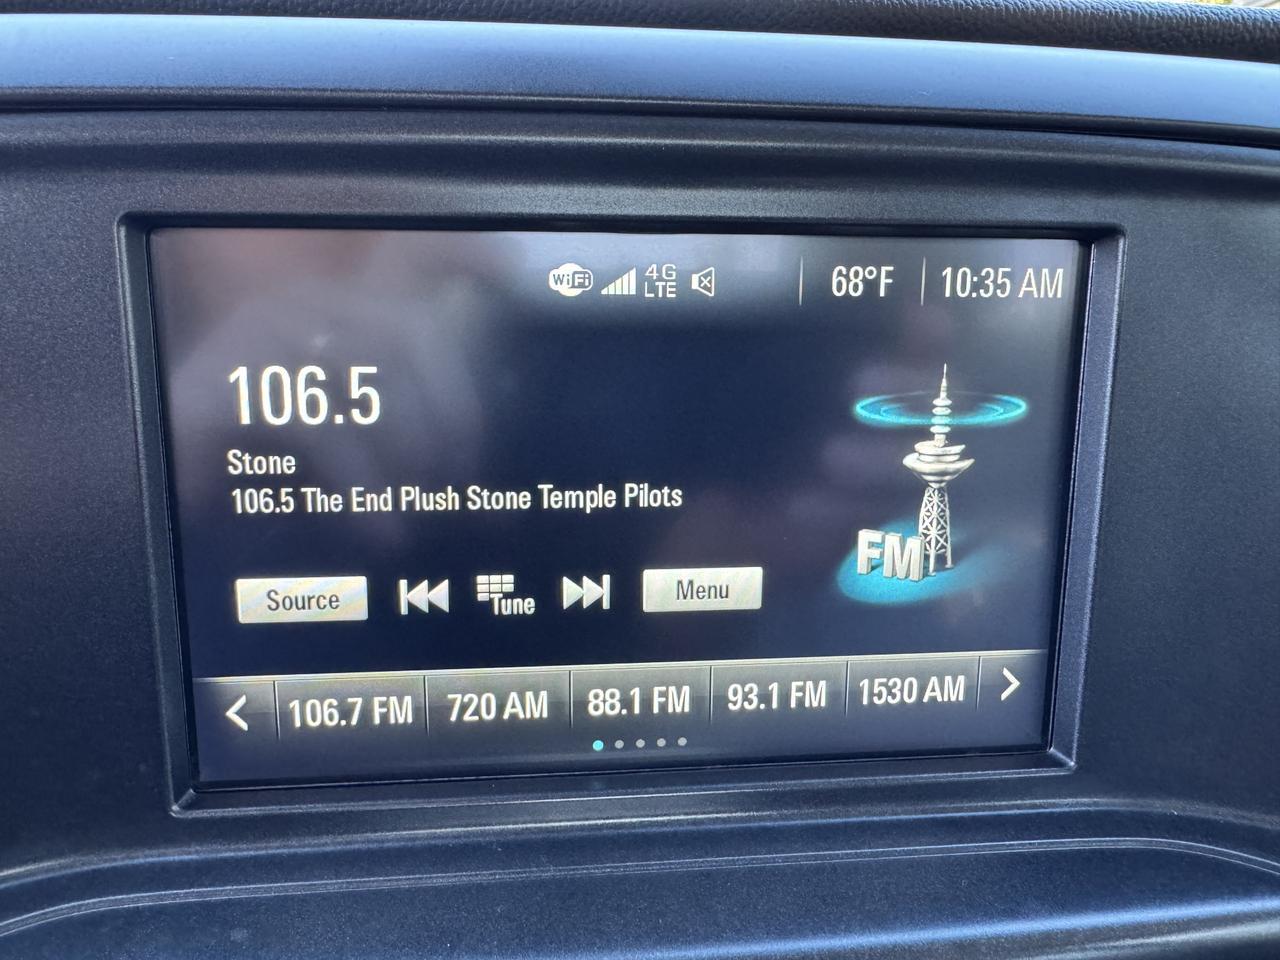 WiFi 4G LTE 68°F 10:35 AM
106.5
Stone
106.5 The End Plush Stone Temple Pilots
FM
Source Tune Menu
106.7 FM 720 AM 88.1 FM 93.1 FM 1530 AM